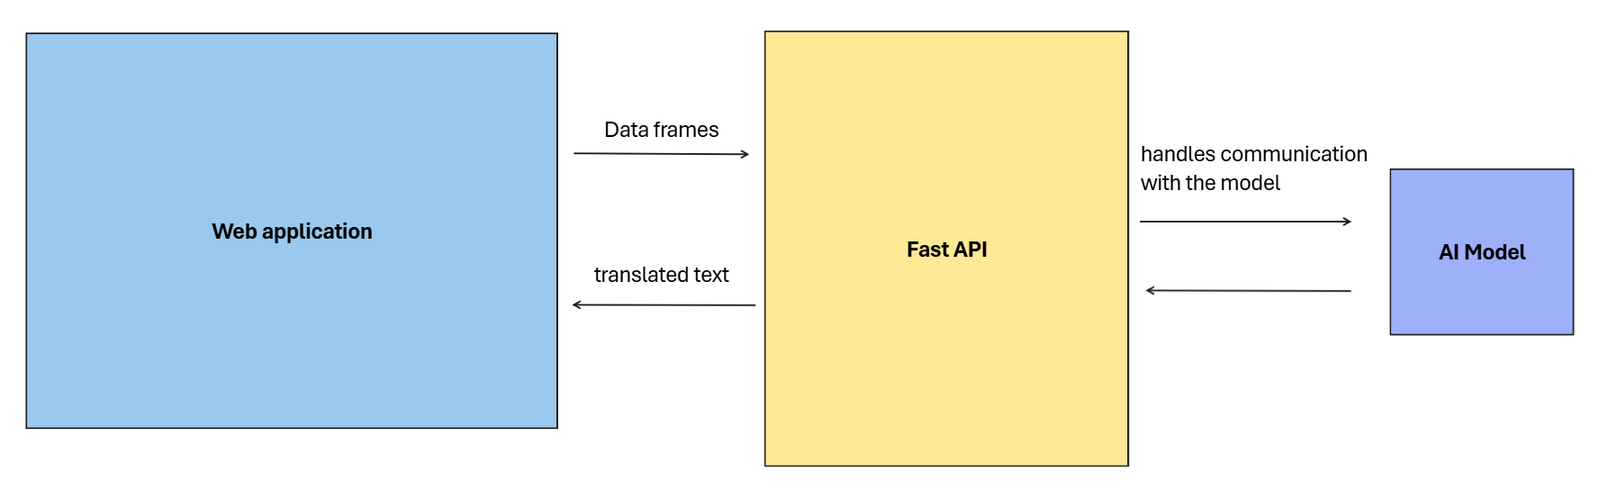 Data frames
handles communication
with the model
Web application
Fast API
AI Model
translated text